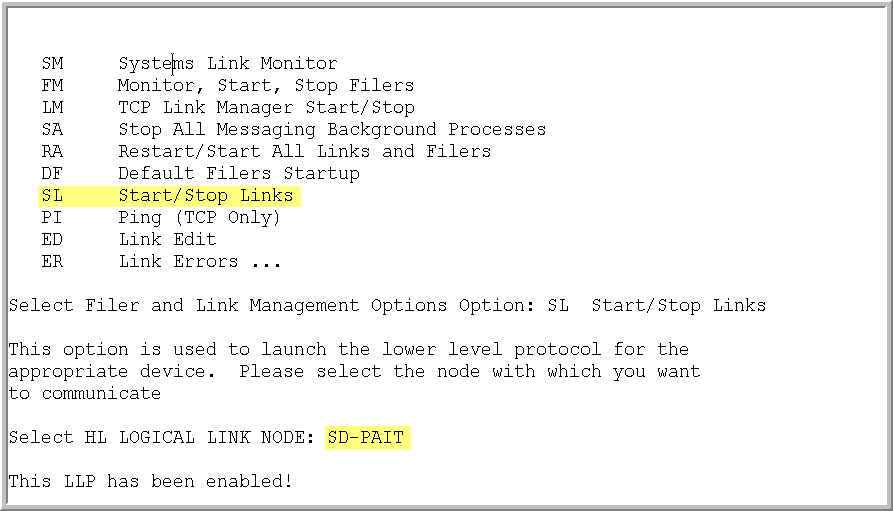 SM     Systems Link Monitor
FM     Monitor, Start, Stop Filers
LM     TCP Link Manager Start/Stop
SA     Stop All Messaging Background Processes
RA     Restart/Start All Links and Filers
DF     Default Filers Startup
SL     Start/Stop Links
PI     Ping (TCP Only)
ED     Link Edit
ER     Link Errors ...
Select Filer and Link Management Options Option: SL  Start/Stop Links
This option is used to launch the lower level protocol for the
appropriate device.  Please select the node with which you want
to communicate
Select HL LOGICAL LINK NODE: SD-PAIT
This LLP has been enabled!